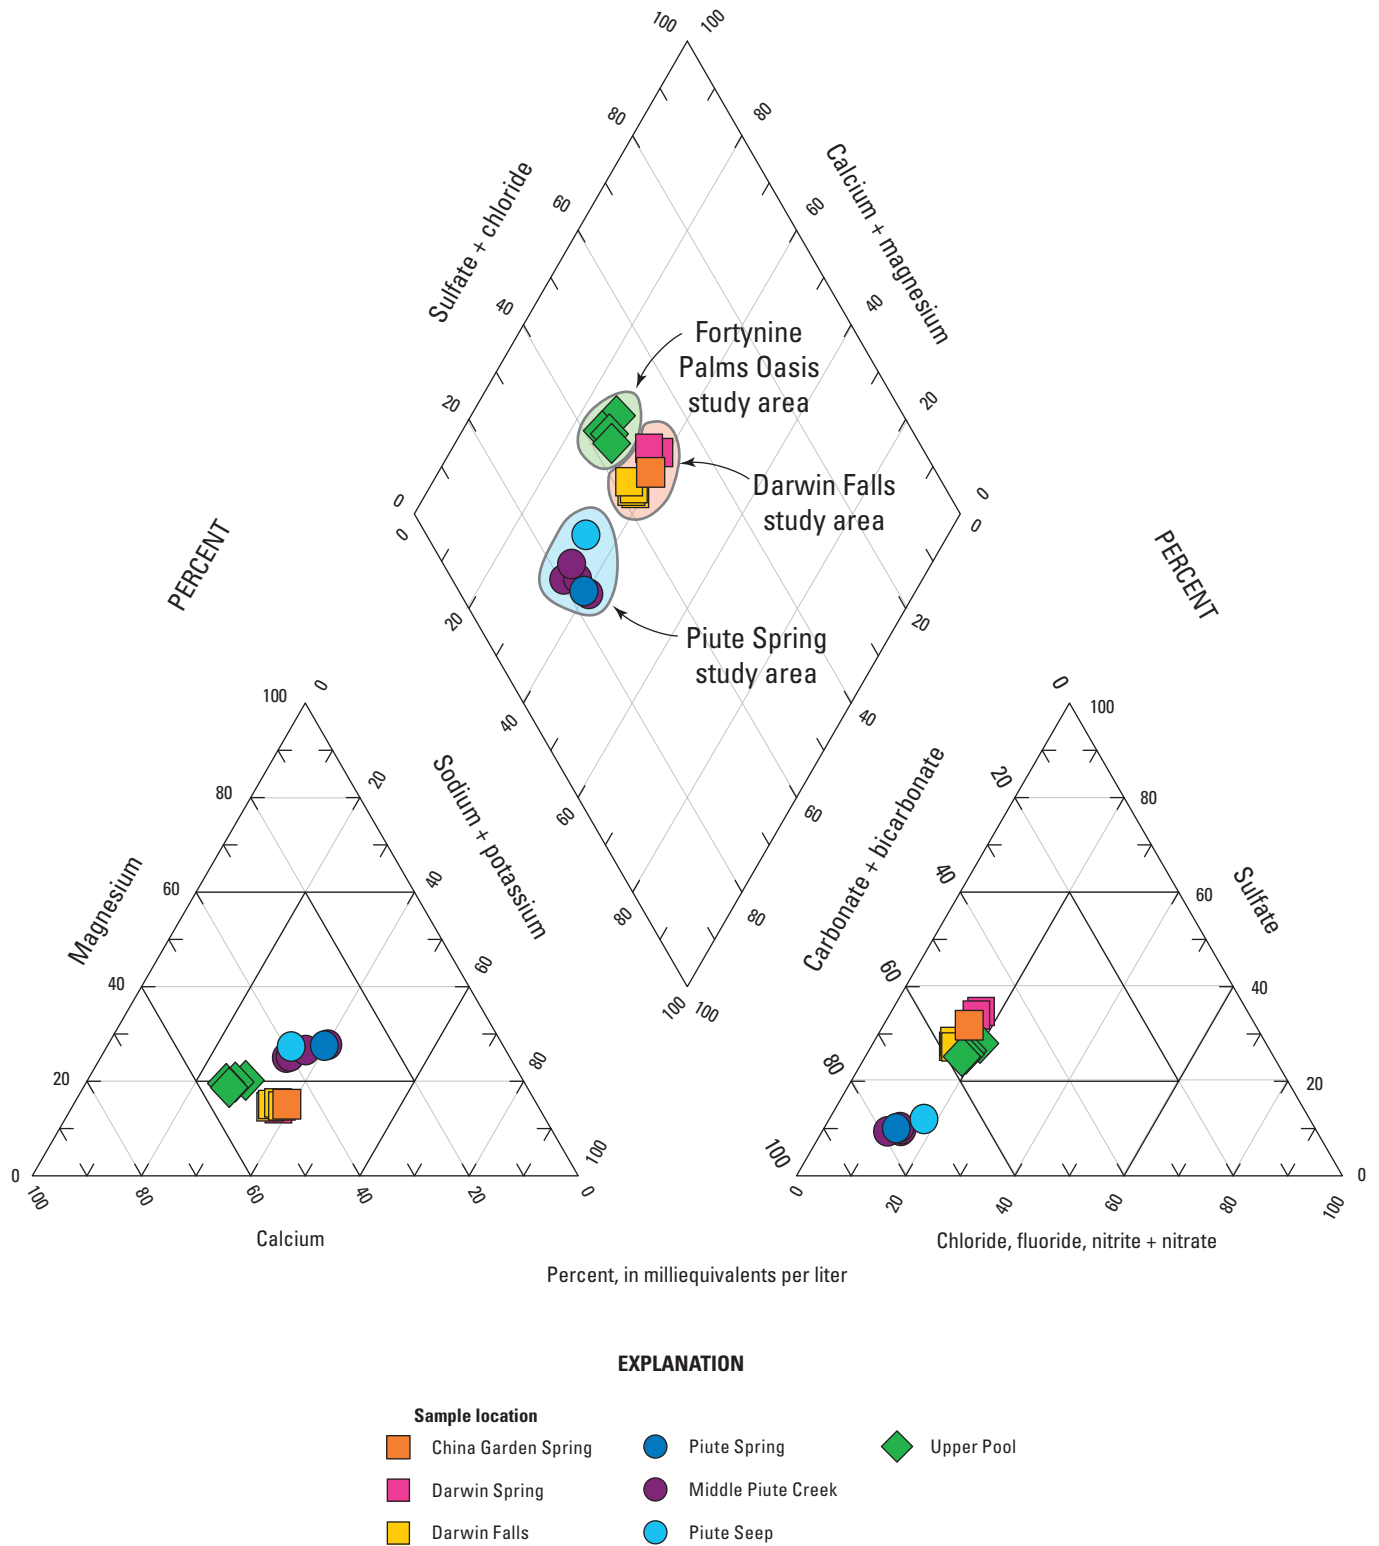 100 100
80 80
Sulfate + chloride
Calcium + magnesium
60 60
40 40
Fortynine
Palms Oasis
study area
20 20
Darwin Falls
study area
0 0
0 0
PERCENT
PERCENT
20 20
Piute Spring
study area
40 40
60 60
80 80
100 100
100 0
80 20
Magnesium
Sodium + potassium
60 40
40 60
20 80
0 100
100 80 60 40 20 0
Calcium
0 100
20 80
Carbonate + bicarbonate
Sulfate
40 60
60 40
80 20
100 0
0 20 40 60 80 100
Chloride, fluoride, nitrite + nitrate
Percent, in milliequivalents per liter
EXPLANATION
Sample location
China Garden Spring
Darwin Spring
Darwin Falls
Piute Spring
Middle Piute Creek
Piute Seep
Upper Pool